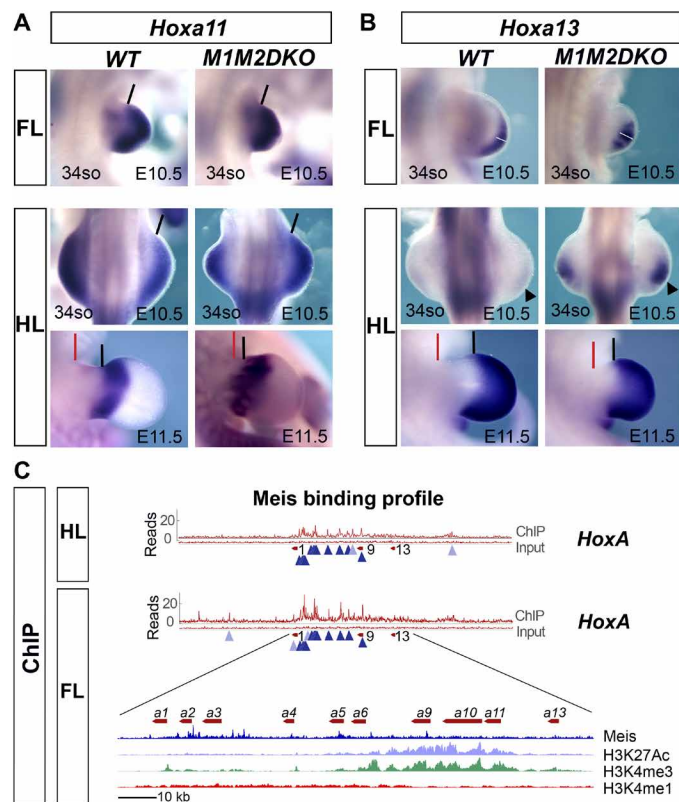 A
Hoxa11
WT
M1M2DKO
FL
34so
E10.5
34so
E10.5
HL
34so
E10.5
34so
E10.5
E11.5
E11.5
B
Hoxa13
WT
M1M2DKO
FL
34so
E10.5
34so
E10.5
HL
34so
E10.5
34so
E10.5
E11.5
E11.5
C
ChIP
HL
FL
Meis binding profile
Reads
20
0
ChIP
Input
HoxA
1
9
13
Reads
20
0
ChIP
Input
HoxA
1
9
13
a1 a2 a3 a4 a5 a6 a9 a10 a11 a13
Meis
H3K27Ac
H3K4me3
H3K4me1
10 kb